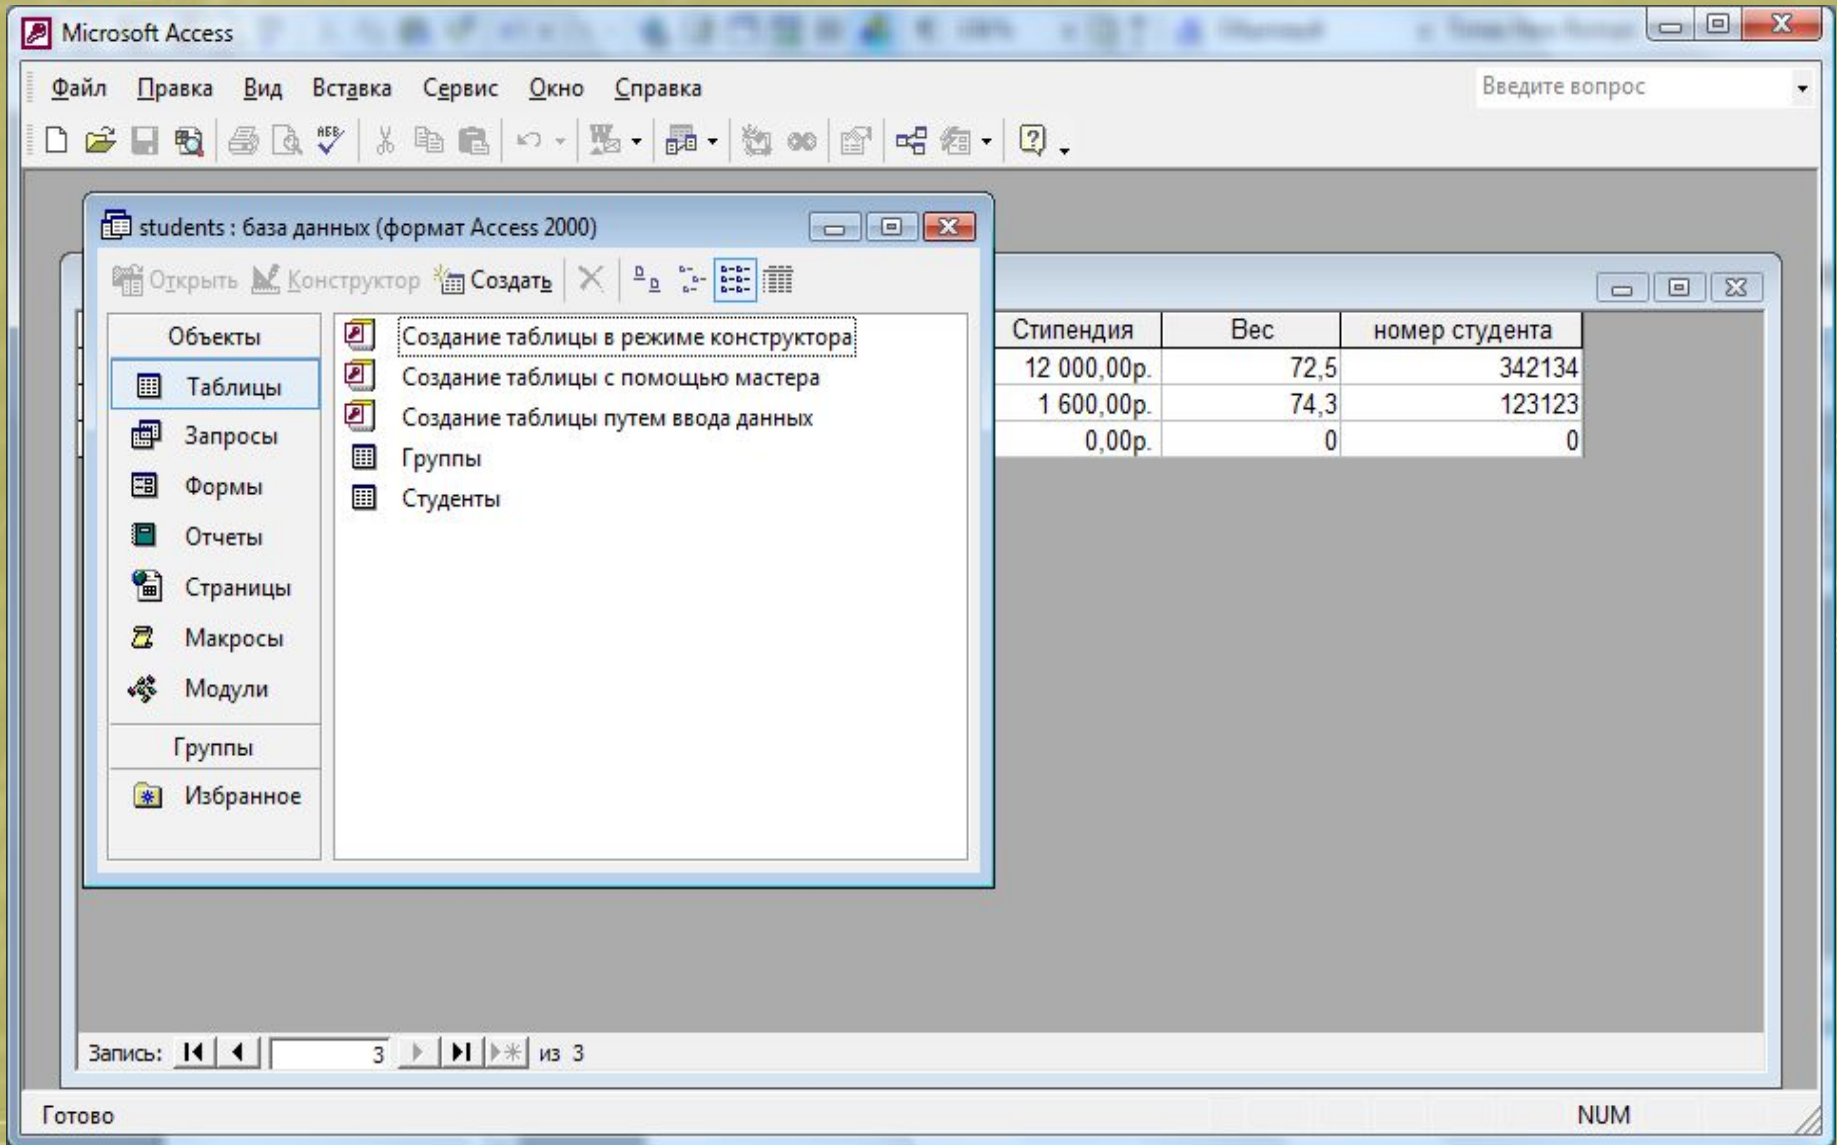 Microsoft Access
Файл Правка Вид Вставка Сервис Окно Справка Введите вопрос
students : база данных (формат Access 2000)
Открыть Конструктор Создать
Объекты
Таблицы
Запросы
Формы
Отчеты
Страницы
Макросы
Модули
Группы
Избранное
Создание таблицы в режиме конструктора
Создание таблицы с помощью мастера
Создание таблицы путем ввода данных
Группы
Студенты
Стипендия Вес номер студента
12 000,00р. 72,5 342134
1 600,00р. 74,3 123123
0,00р. 0 0
Запись: 3 из 3
Готово NUM